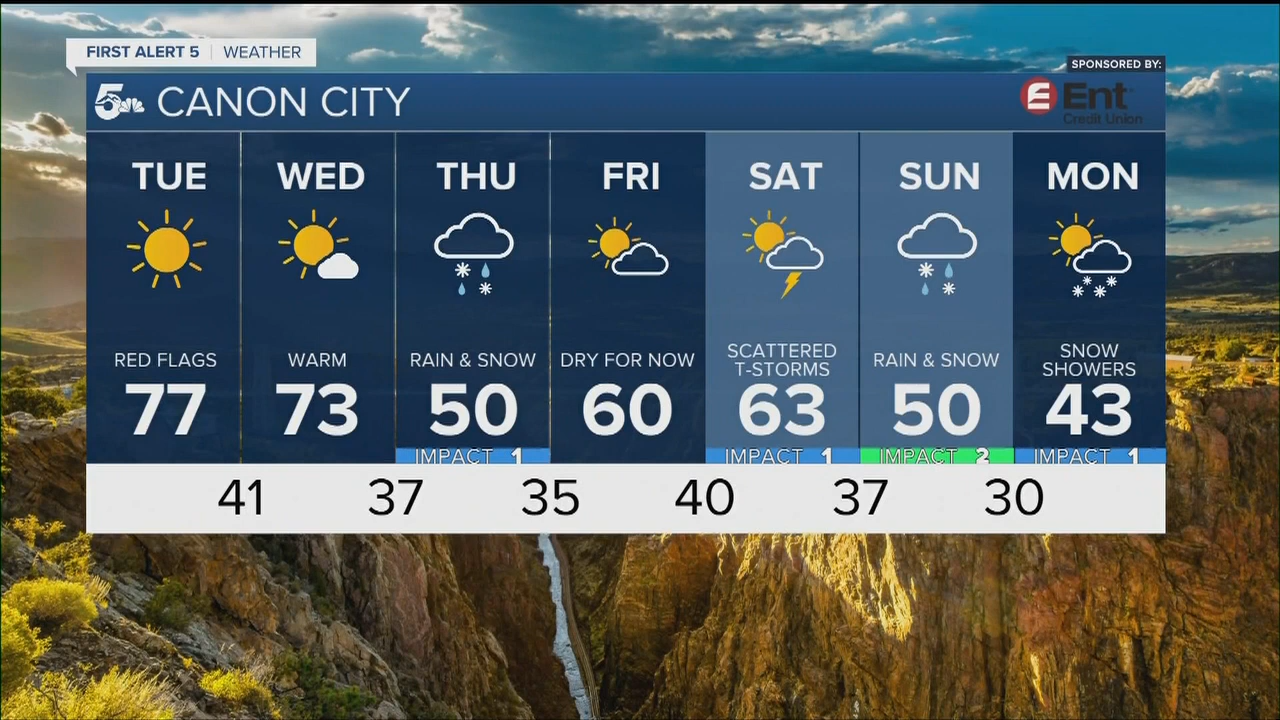 FIRST ALERT 5 | WEATHER
SPONSORED BY:
5 CANON CITY
Ent
Credit Union
TUE WED THU FRI SAT SUN MON
RED FLAGS WARM RAIN & SNOW DRY FOR NOW SCATTERED T-STORMS RAIN & SNOW SNOW SHOWERS
77 73 50 60 63 50 43
IMPACT 1 IMPACT 1 IMPACT 2 IMPACT 1
41 37 35 40 37 30